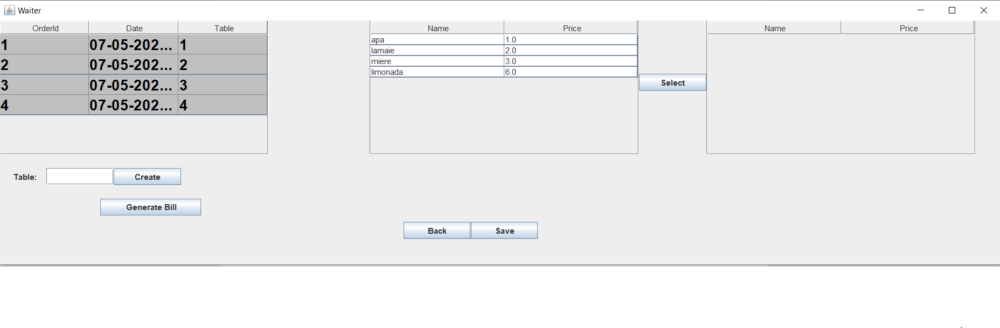 Waiter
OrderId Date Table
1 07-05-202... 1
2 07-05-202... 2
3 07-05-202... 3
4 07-05-202... 4
Name Price
apa 1.0
lamaie 2.0
miere 3.0
limonada 6.0
Select
Name Price
Table: Create
Generate Bill
Back Save